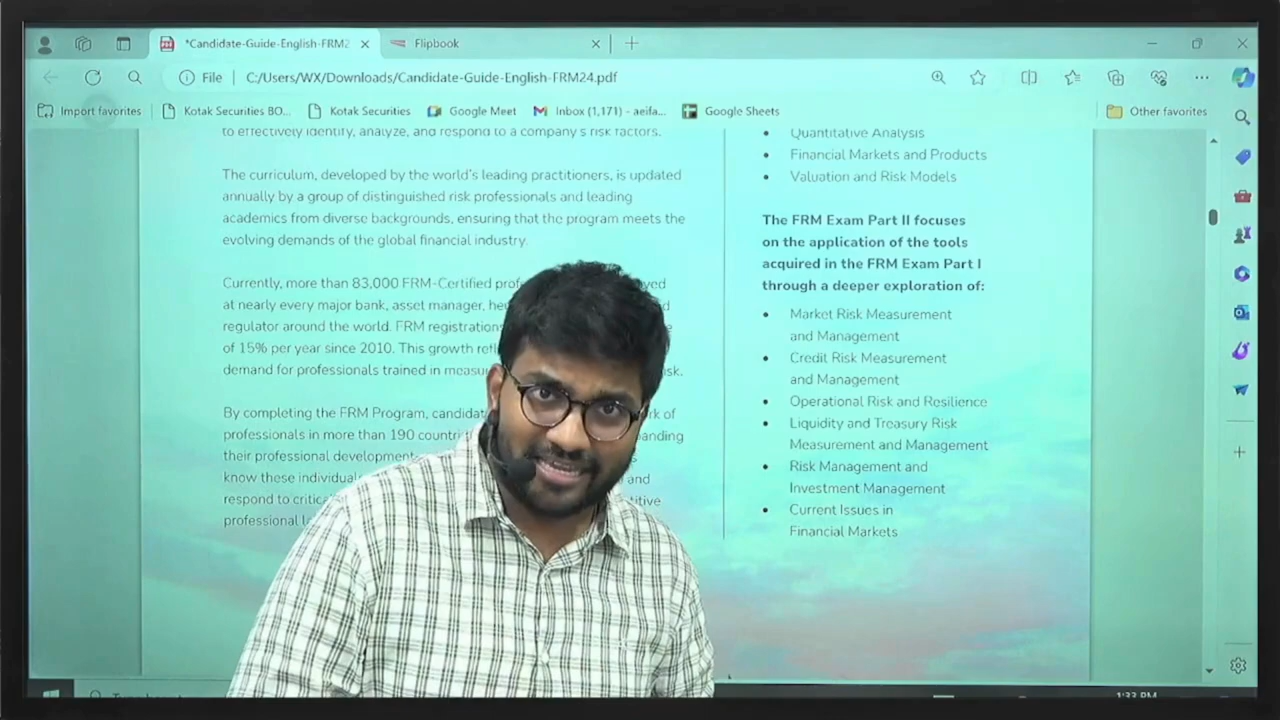 *Candidate-Guide-English-FRM2
Flipbook
File
C:/Users/WX/Downloads/Candidate-Guide-English-FRM24.pdf
Import favorites
Kotak Securities BO...
Kotak Securities
Google Meet
Inbox (1,171) - aeifa...
Google Sheets
Other favorites
to effectively identify, analyze, and respond to a company's risk factors.
The curriculum, developed by the world's leading practitioners, is updated
annually by a group of distinguished risk professionals and leading
academics from diverse backgrounds, ensuring that the program meets the
evolving demands of the global financial industry.
Currently, more than 83,000 FRM-Certified
at nearly every major bank, asset manager,
regulator around the world. FRM registrations
of 15% per year since 2010. This growth
demand for professionals trained in risk.
By completing the FRM Program, of
professionals in more than 190
their professional
know these and
respond to
professional
Quantitative Analysis
Financial Markets and Products
Valuation and Risk Models
The FRM Exam Part II focuses
on the application of the tools
acquired in the FRM Exam Part I
through a deeper exploration of:
Market Risk Measurement
and Management
Credit Risk Measurement
and Management
Operational Risk and Resilience
Liquidity and Treasury Risk
Measurement and Management
Risk Management and
Investment Management
Current Issues in
Financial Markets
1:33 PM